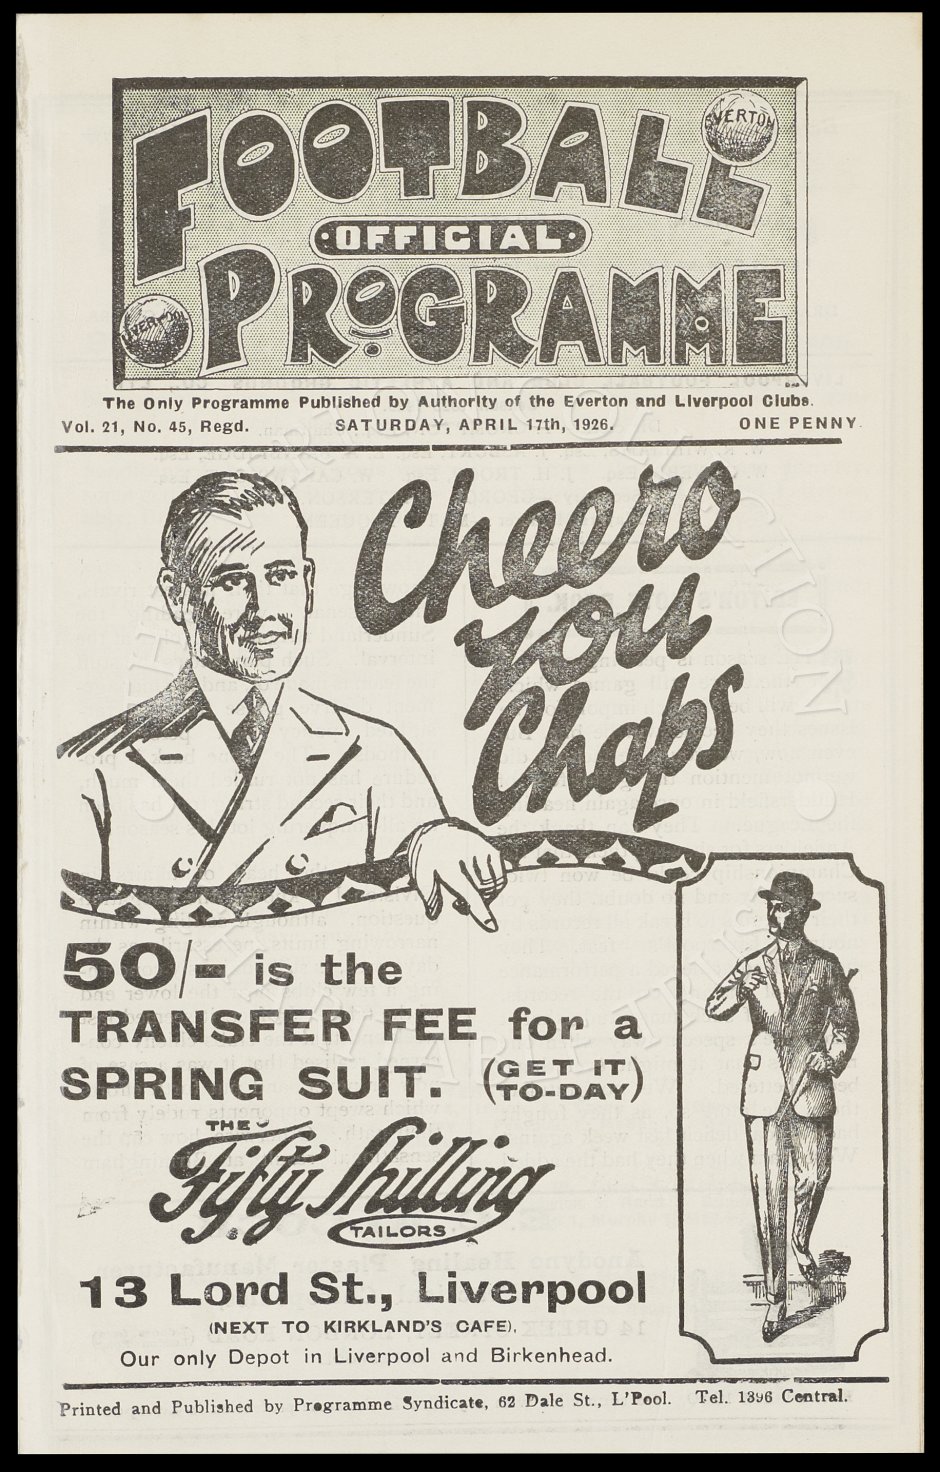 FOOTBALL
EVERTON
OFFICIAL
PROGRAMME
LIVERPOOL
The Only Programme Published by Authority of the Everton and Liverpool Clubs.
Vol. 21, No. 45, Regd. SATURDAY, APRIL 17th, 1926. ONE PENNY
Cheero
you
Chaps
50/- is the
TRANSFER FEE for a
SPRING SUIT. (GET IT TO-DAY)
THE
Fifty Shilling
TAILORS
13 Lord St., Liverpool
(NEXT TO KIRKLAND'S CAFE),
Our only Depot in Liverpool and Birkenhead.
Printed and Published by Programme Syndicate, 62 Dale St., L'Pool. Tel. 1396 Central.